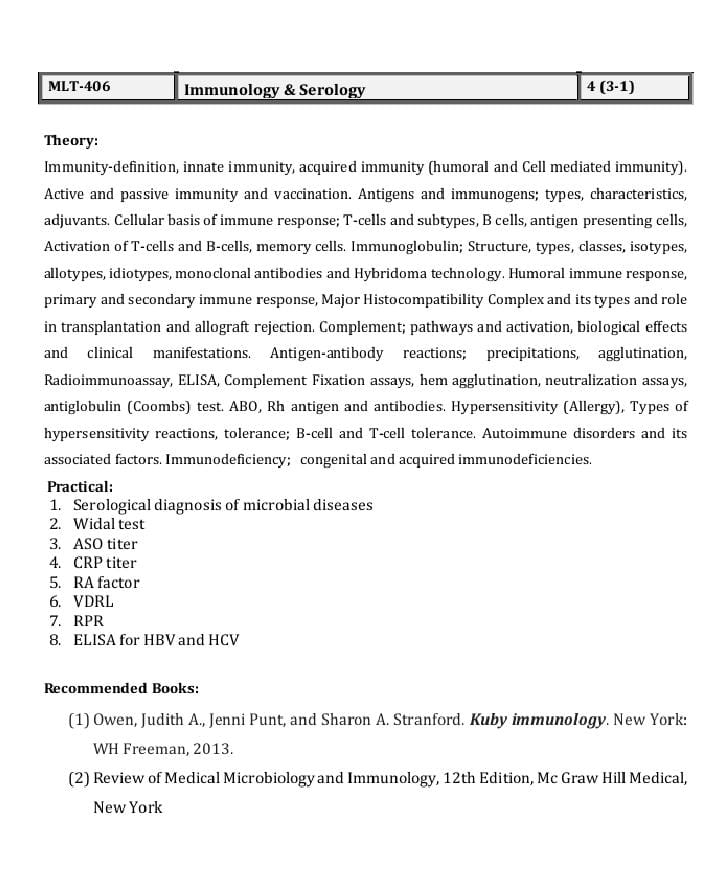 MLT-406 Immunology & Serology 4 (3-1)
Theory:
Immunity-definition, innate immunity, acquired immunity (humoral and Cell mediated immunity).
Active and passive immunity and vaccination. Antigens and immunogens; types, characteristics,
adjuvants. Cellular basis of immune response; T-cells and subtypes, B cells, antigen presenting cells,
Activation of T-cells and B-cells, memory cells. Immunoglobulin; Structure, types, classes, isotypes,
allotypes, idiotypes, monoclonal antibodies and Hybridoma technology. Humoral immune response,
primary and secondary immune response, Major Histocompatibility Complex and its types and role
in transplantation and allograft rejection. Complement; pathways and activation, biological effects
and clinical manifestations. Antigen-antibody reactions; precipitations, agglutination,
Radioimmunoassay, ELISA, Complement Fixation assays, hem agglutination, neutralization assays,
antiglobulin (Coombs) test. ABO, Rh antigen and antibodies. Hypersensitivity (Allergy), Types of
hypersensitivity reactions, tolerance; B-cell and T-cell tolerance. Autoimmune disorders and its
associated factors. Immunodeficiency; congenital and acquired immunodeficiencies.
Practical:
1. Serological diagnosis of microbial diseases
2. Widal test
3. ASO titer
4. CRP titer
5. RA factor
6. VDRL
7. RPR
8. ELISA for HBV and HCV
Recommended Books:
(1) Owen, Judith A., Jenni Punt, and Sharon A. Stranford. Kuby immunology. New York:
WH Freeman, 2013.
(2) Review of Medical Microbiology and Immunology, 12th Edition, Mc Graw Hill Medical,
New York